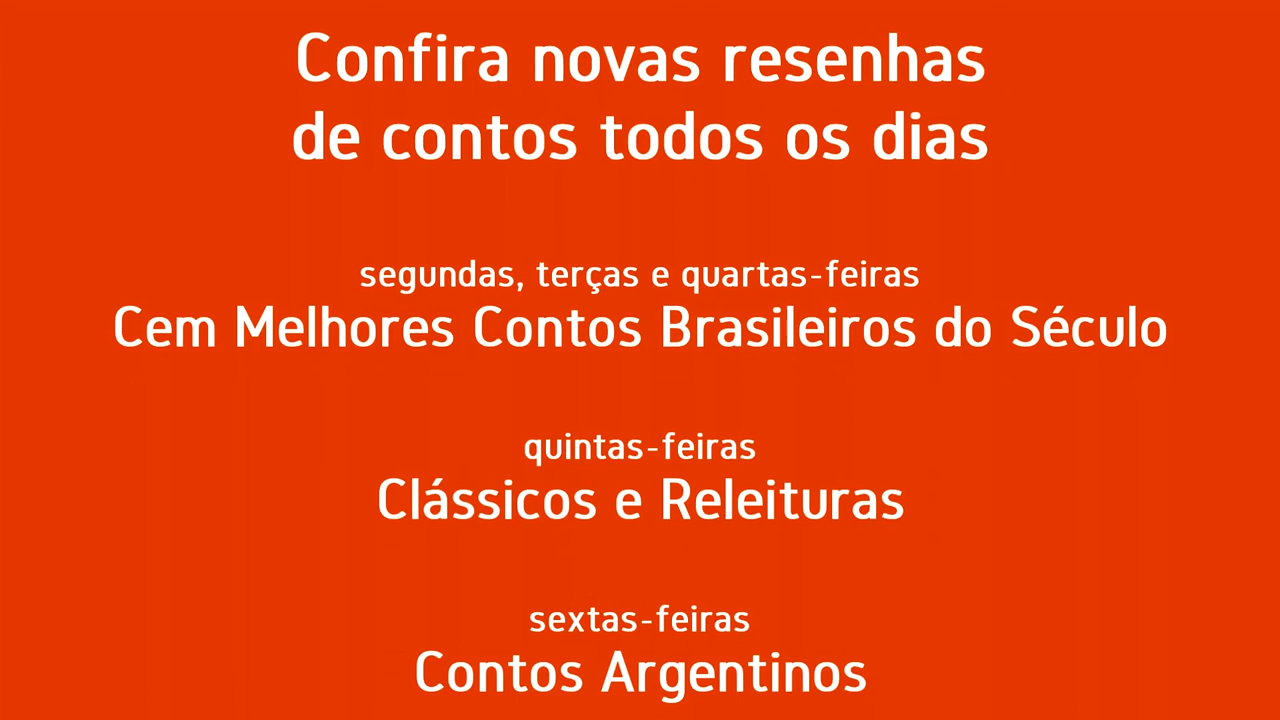 Confira novas resenhas
de contos todos os dias
segundas, terças e quartas-feiras
Cem Melhores Contos Brasileiros do Século
quintas-feiras
Clássicos e Releituras
sextas-feiras
Contos Argentinos